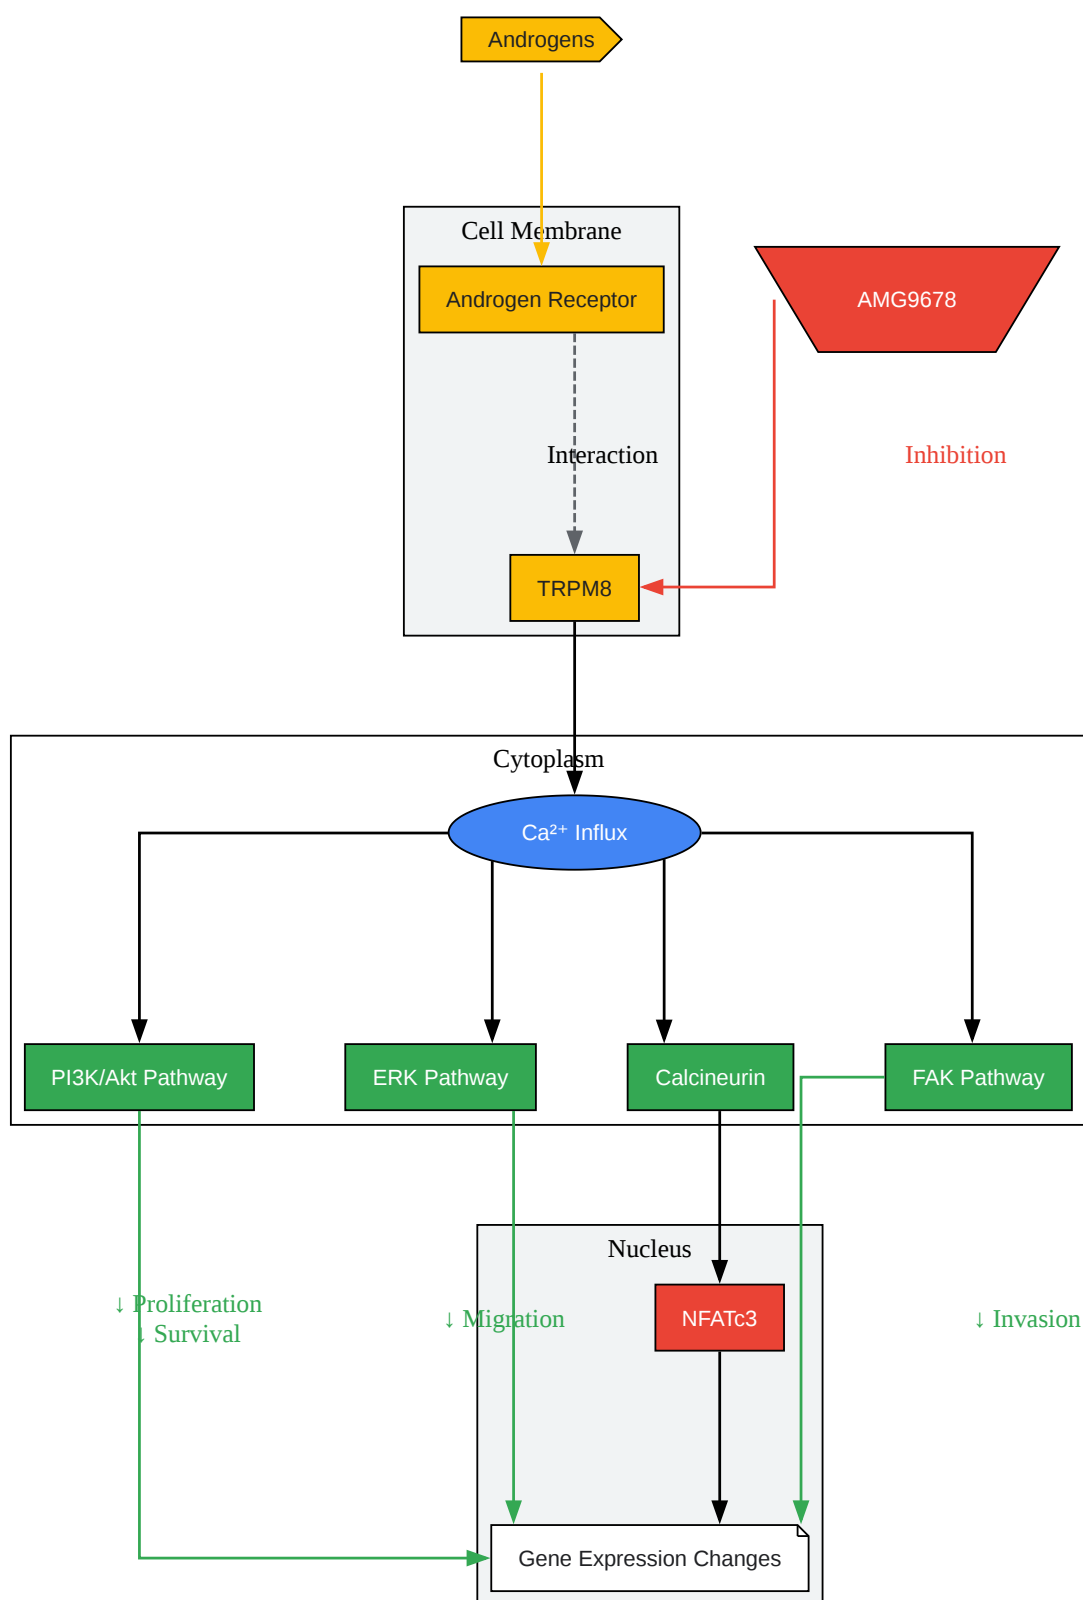 Androgens
Cell Membrane
Androgen Receptor
AMG9678
Interaction
Inhibition
TRPM8
Cytoplasm
Ca²⁺ Influx
PI3K/Akt Pathway
ERK Pathway
Calcineurin
FAK Pathway
Nucleus
↓ Proliferation
↓ Survival
↓ Migration
NFATc3
↓ Invasion
Gene Expression Changes